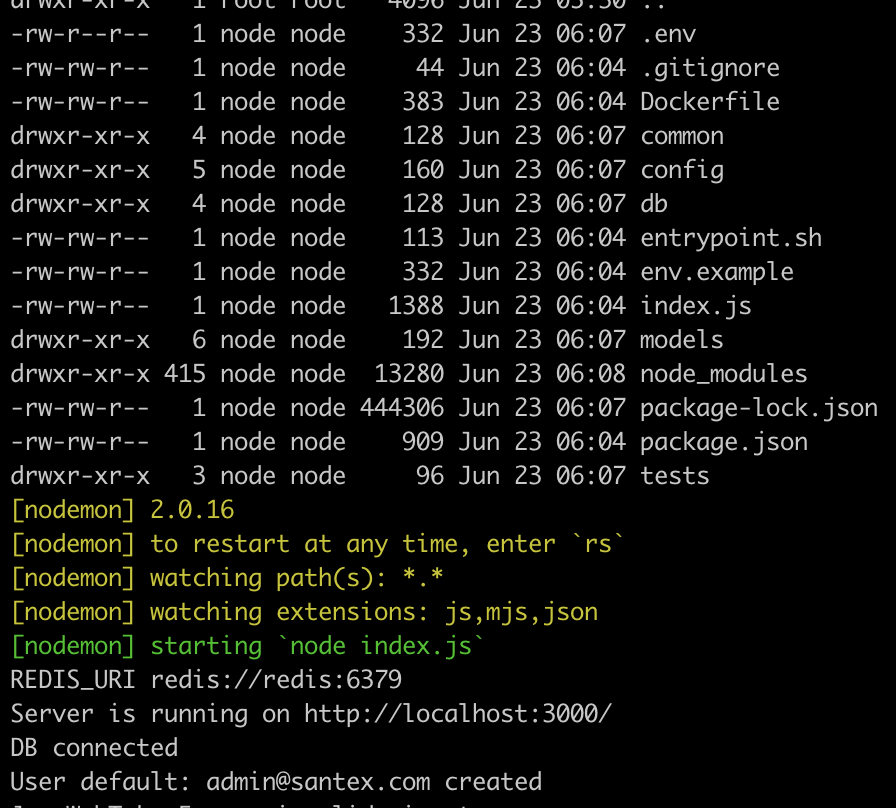 drwxr-xr-x 1 root root 4096 Jun 23 05:50 ..
-rw-r--r-- 1 node node 332 Jun 23 06:07 .env
-rw-rw-r-- 1 node node 44 Jun 23 06:04 .gitignore
-rw-rw-r-- 1 node node 383 Jun 23 06:04 Dockerfile
drwxr-xr-x 4 node node 128 Jun 23 06:07 common
drwxr-xr-x 5 node node 160 Jun 23 06:07 config
drwxr-xr-x 4 node node 128 Jun 23 06:07 db
-rw-rw-r-- 1 node node 113 Jun 23 06:04 entrypoint.sh
-rw-rw-r-- 1 node node 332 Jun 23 06:04 env.example
-rw-rw-r-- 1 node node 1388 Jun 23 06:04 index.js
drwxr-xr-x 6 node node 192 Jun 23 06:07 models
drwxr-xr-x 415 node node 13280 Jun 23 06:08 node_modules
-rw-rw-r-- 1 node node 444306 Jun 23 06:07 package-lock.json
-rw-rw-r-- 1 node node 909 Jun 23 06:04 package.json
drwxr-xr-x 3 node node 96 Jun 23 06:07 tests
[nodemon] 2.0.16
[nodemon] to restart at any time, enter `rs`
[nodemon] watching path(s): *.*
[nodemon] watching extensions: js,mjs,json
[nodemon] starting `node index.js`
REDIS_URI redis://redis:6379
Server is running on http://localhost:3000/
DB connected
User default: admin@santex.com created